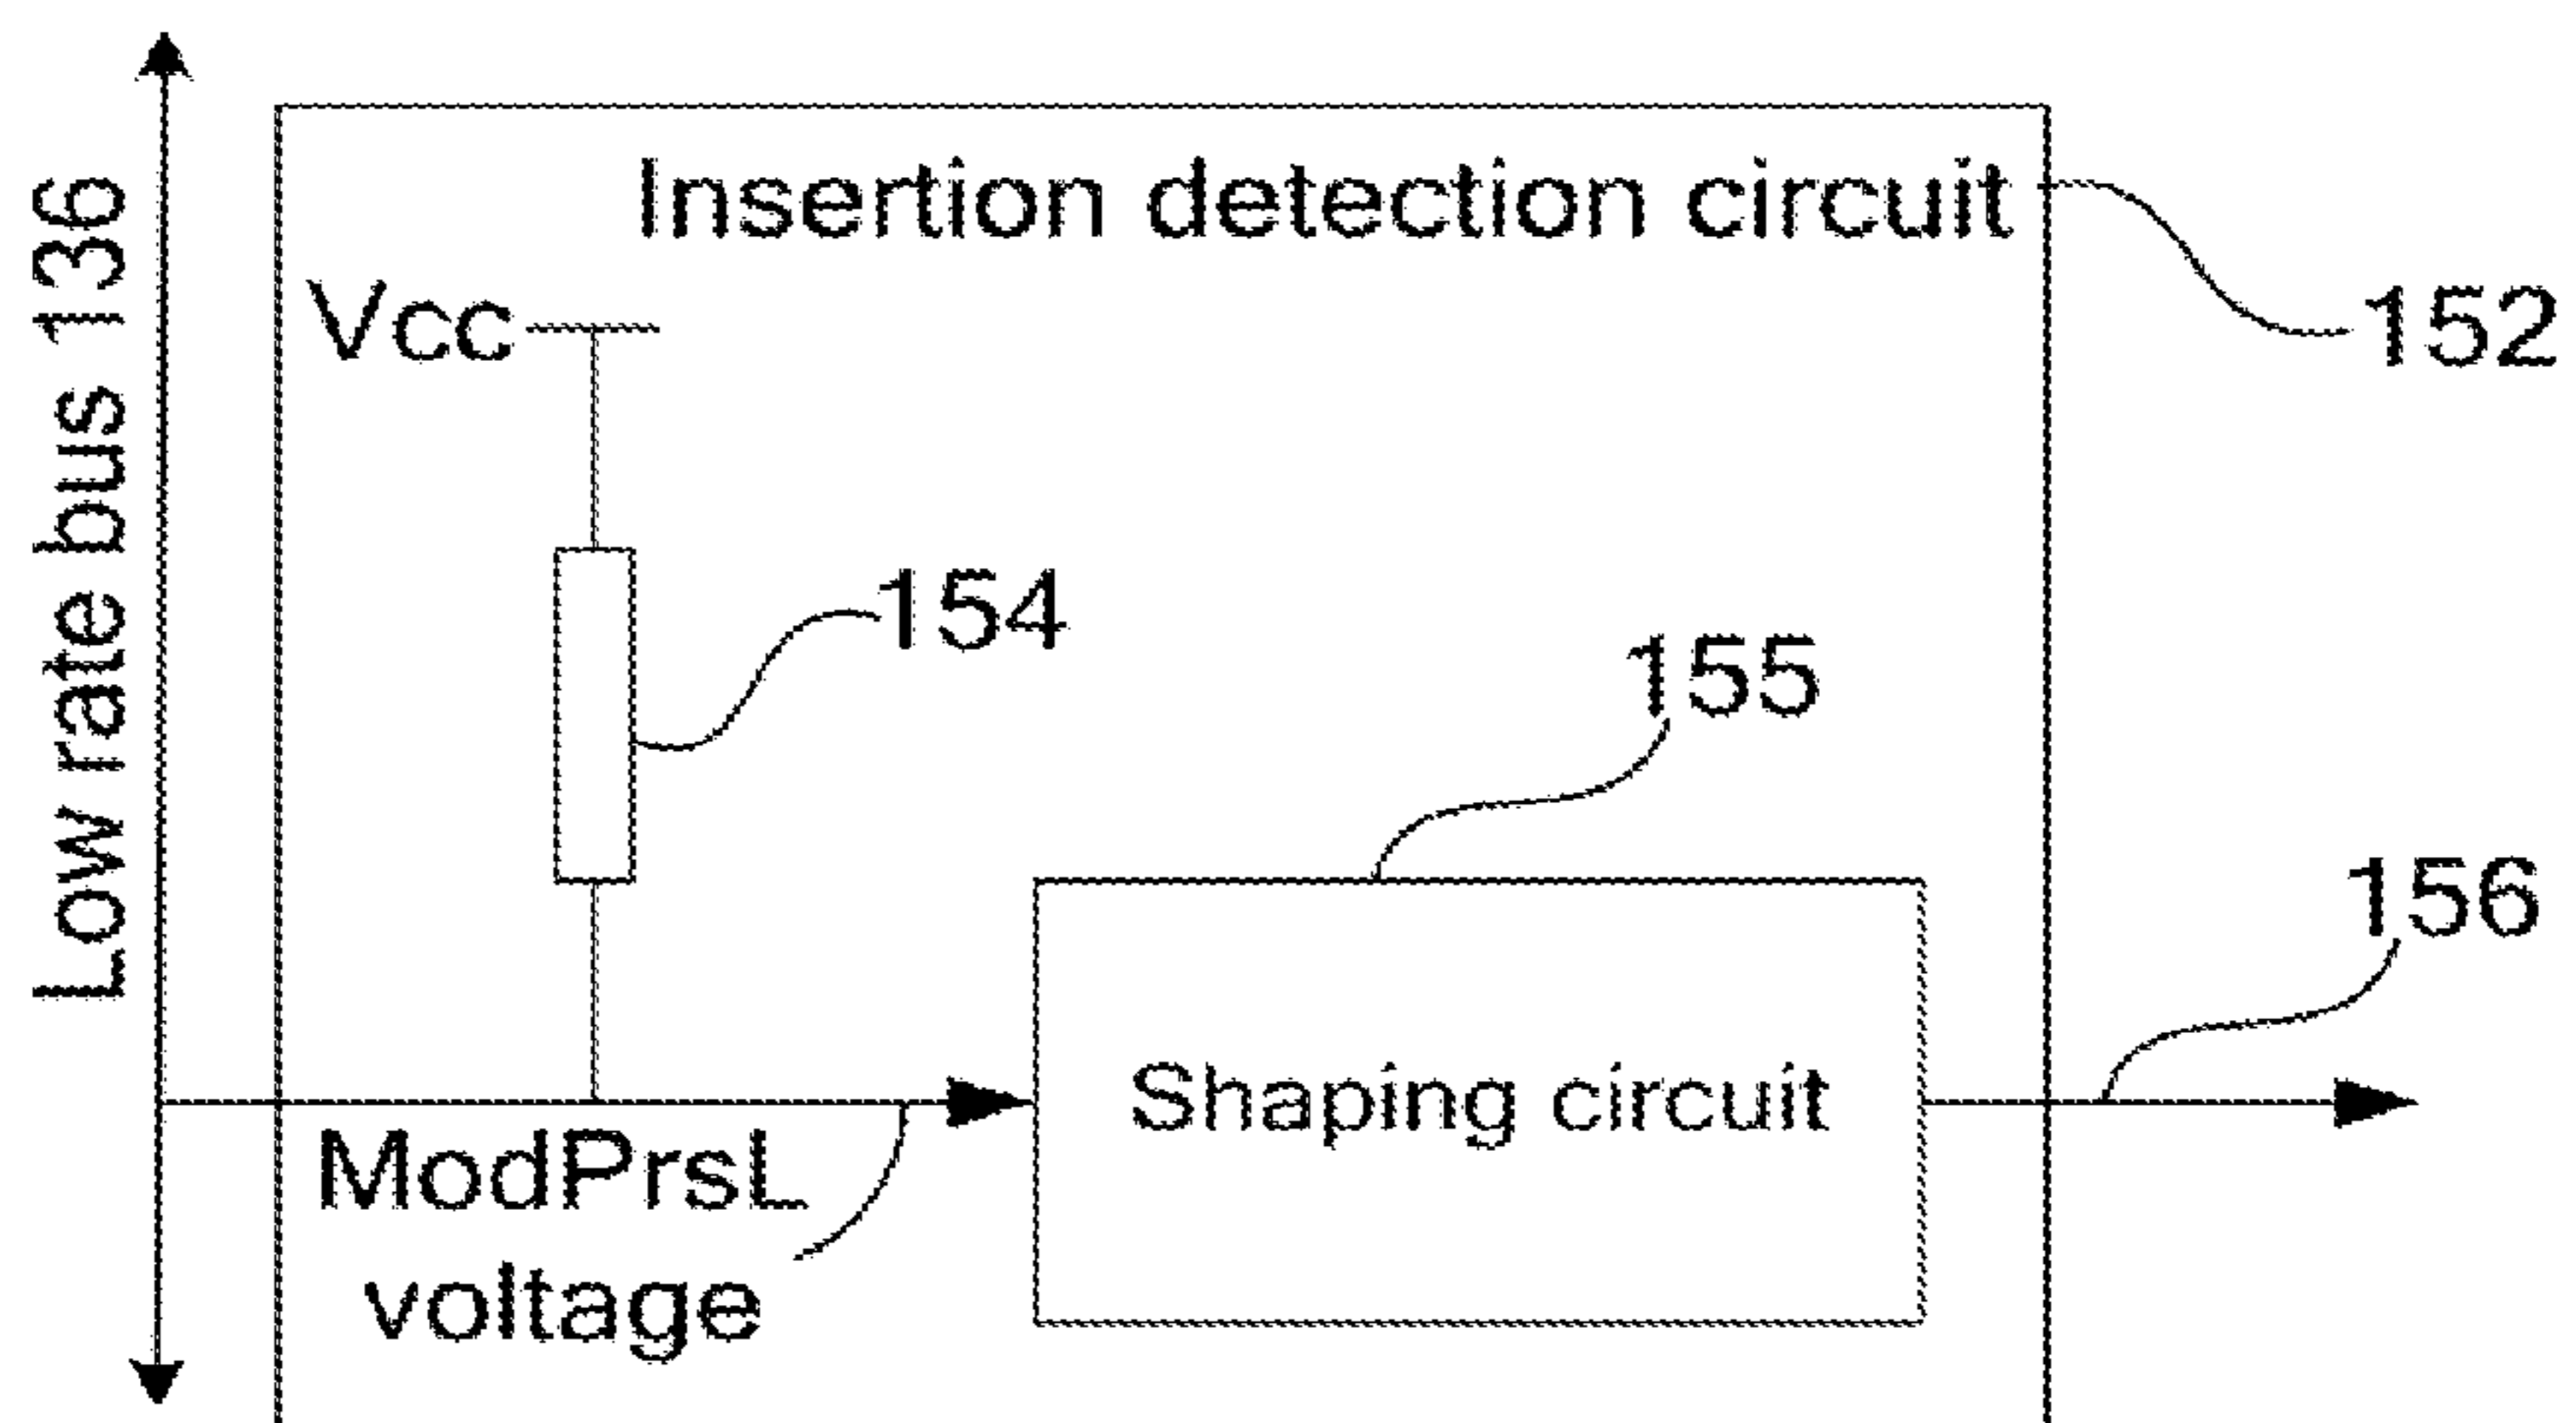 Low rate bus 136
Insertion detection circuit
152
Vcc
154
155
156
Shaping circuit
ModPrsL
voltage